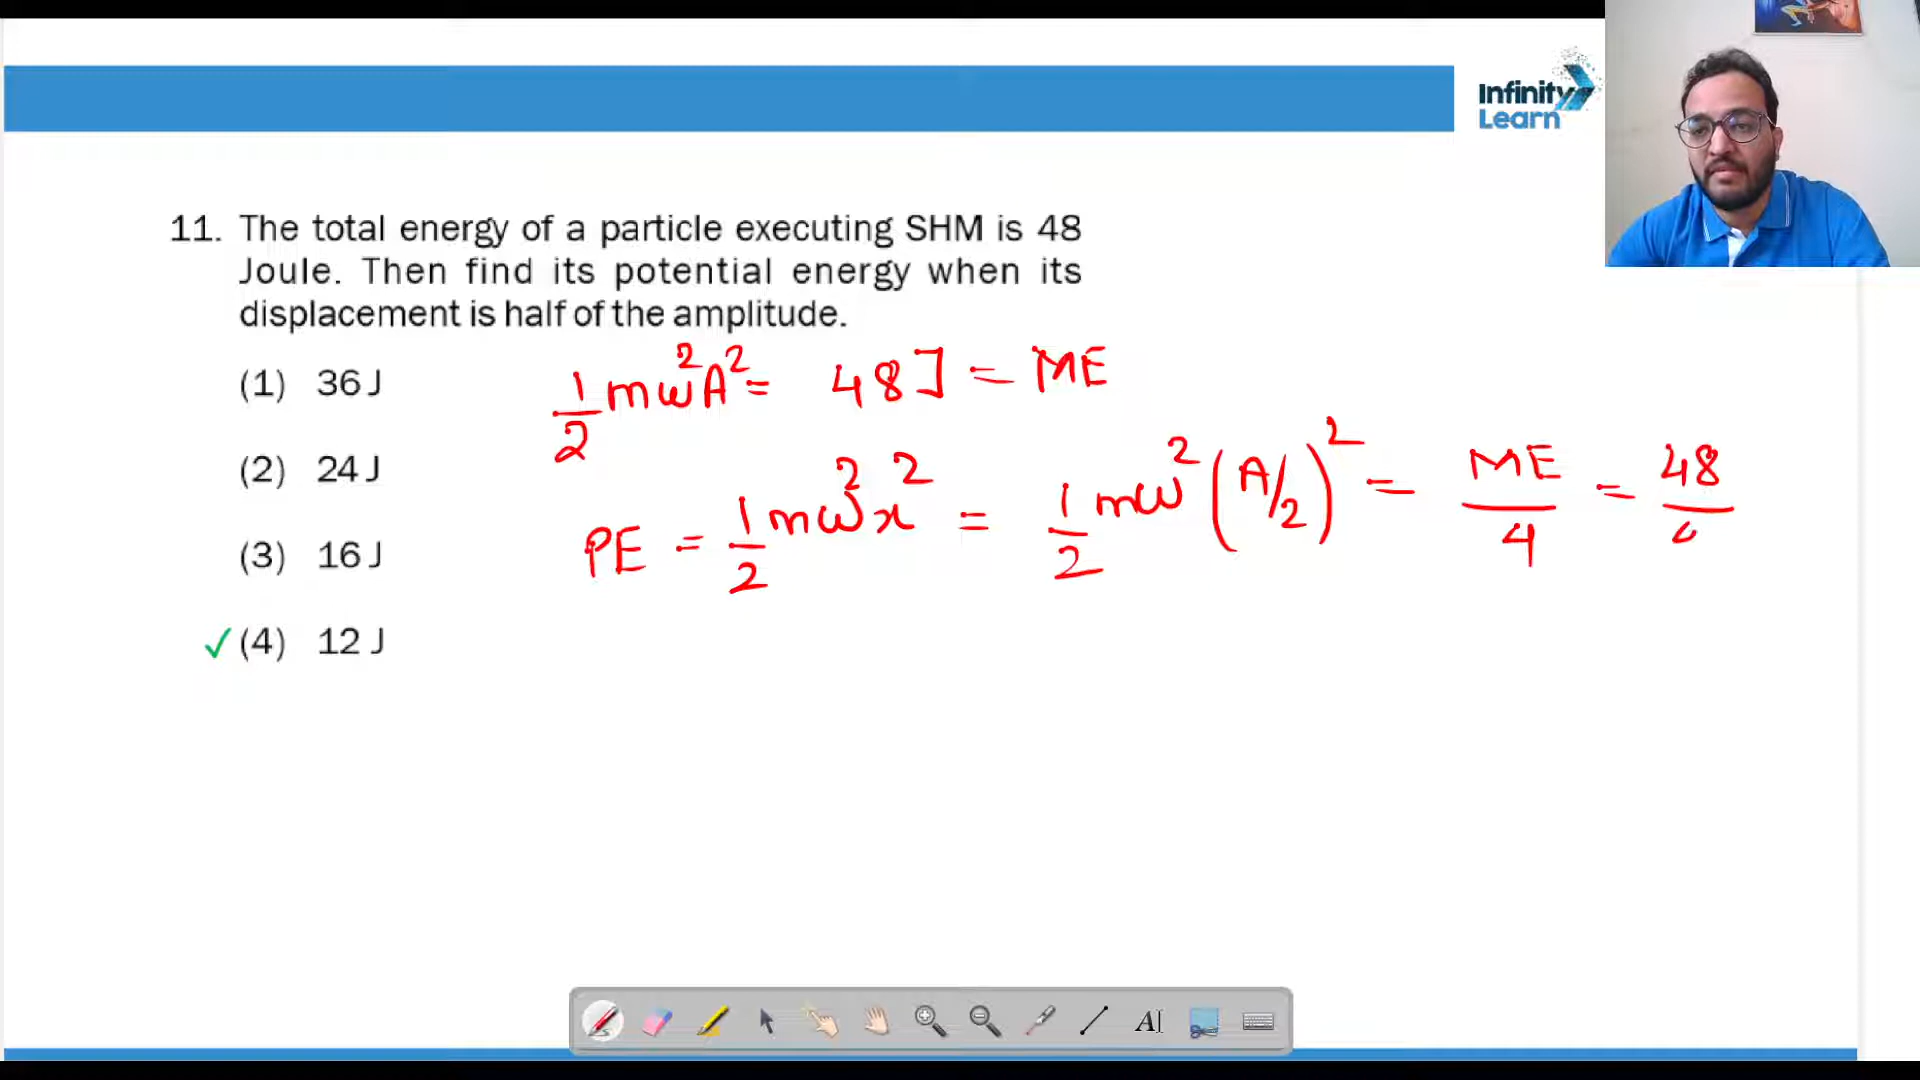 Infinity
Learn
11. The total energy of a particle executing SHM is 48
Joule. Then find its potential energy when its
displacement is half of the amplitude.
(1) 36 J
(2) 24 J
(3) 16 J
✓(4) 12 J
1/2 mω²A² = 48J = ME
PE = 1/2 mω²x² = 1/2 mω² (A/2)² = ME/4 = 48/
AI